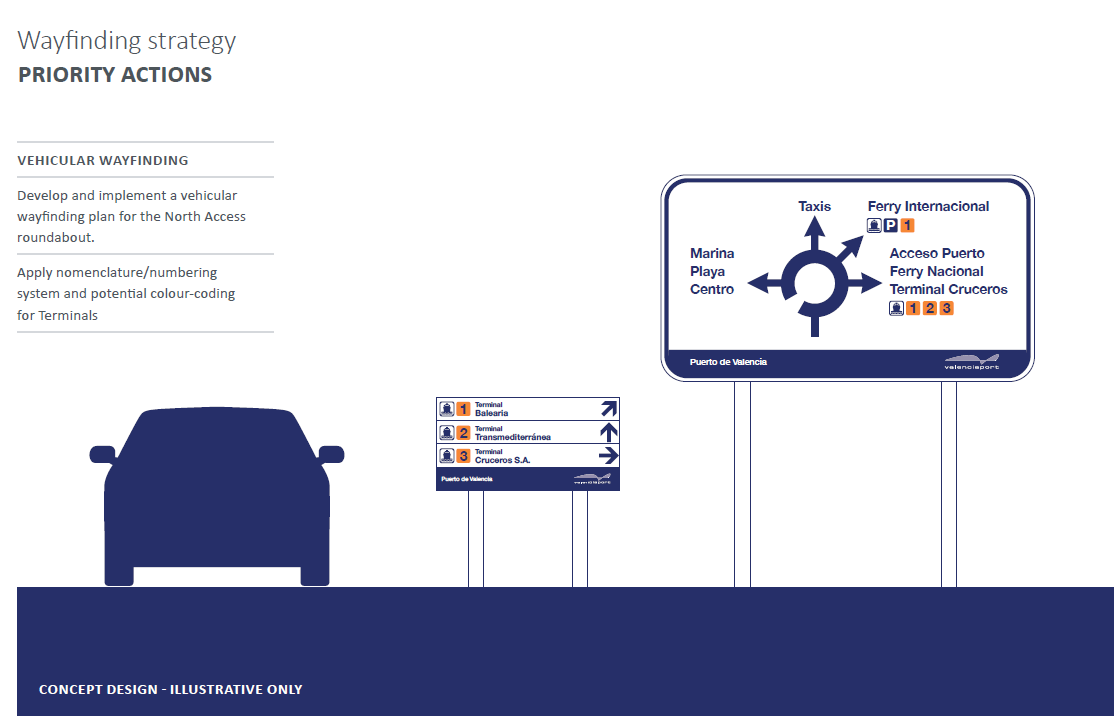 Wayfinding strategy
PRIORITY ACTIONS
VEHICULAR WAYFINDING
Develop and implement a vehicular
wayfinding plan for the North Access
roundabout.
Apply nomenclature/numbering
system and potential colour-coding
for Terminals
Taxis
Ferry Internacional
P 1
Marina
Playa
Centro
Acceso Puerto
Ferry Nacional
Terminal Cruceros
1 2 3
Puerto de Valencia
valenciaport
1 Terminal
Balearia
2 Terminal
Transmediterránea
3 Terminal
Cruceros S.A.
Puerto de Valencia
valenciaport
CONCEPT DESIGN - ILLUSTRATIVE ONLY